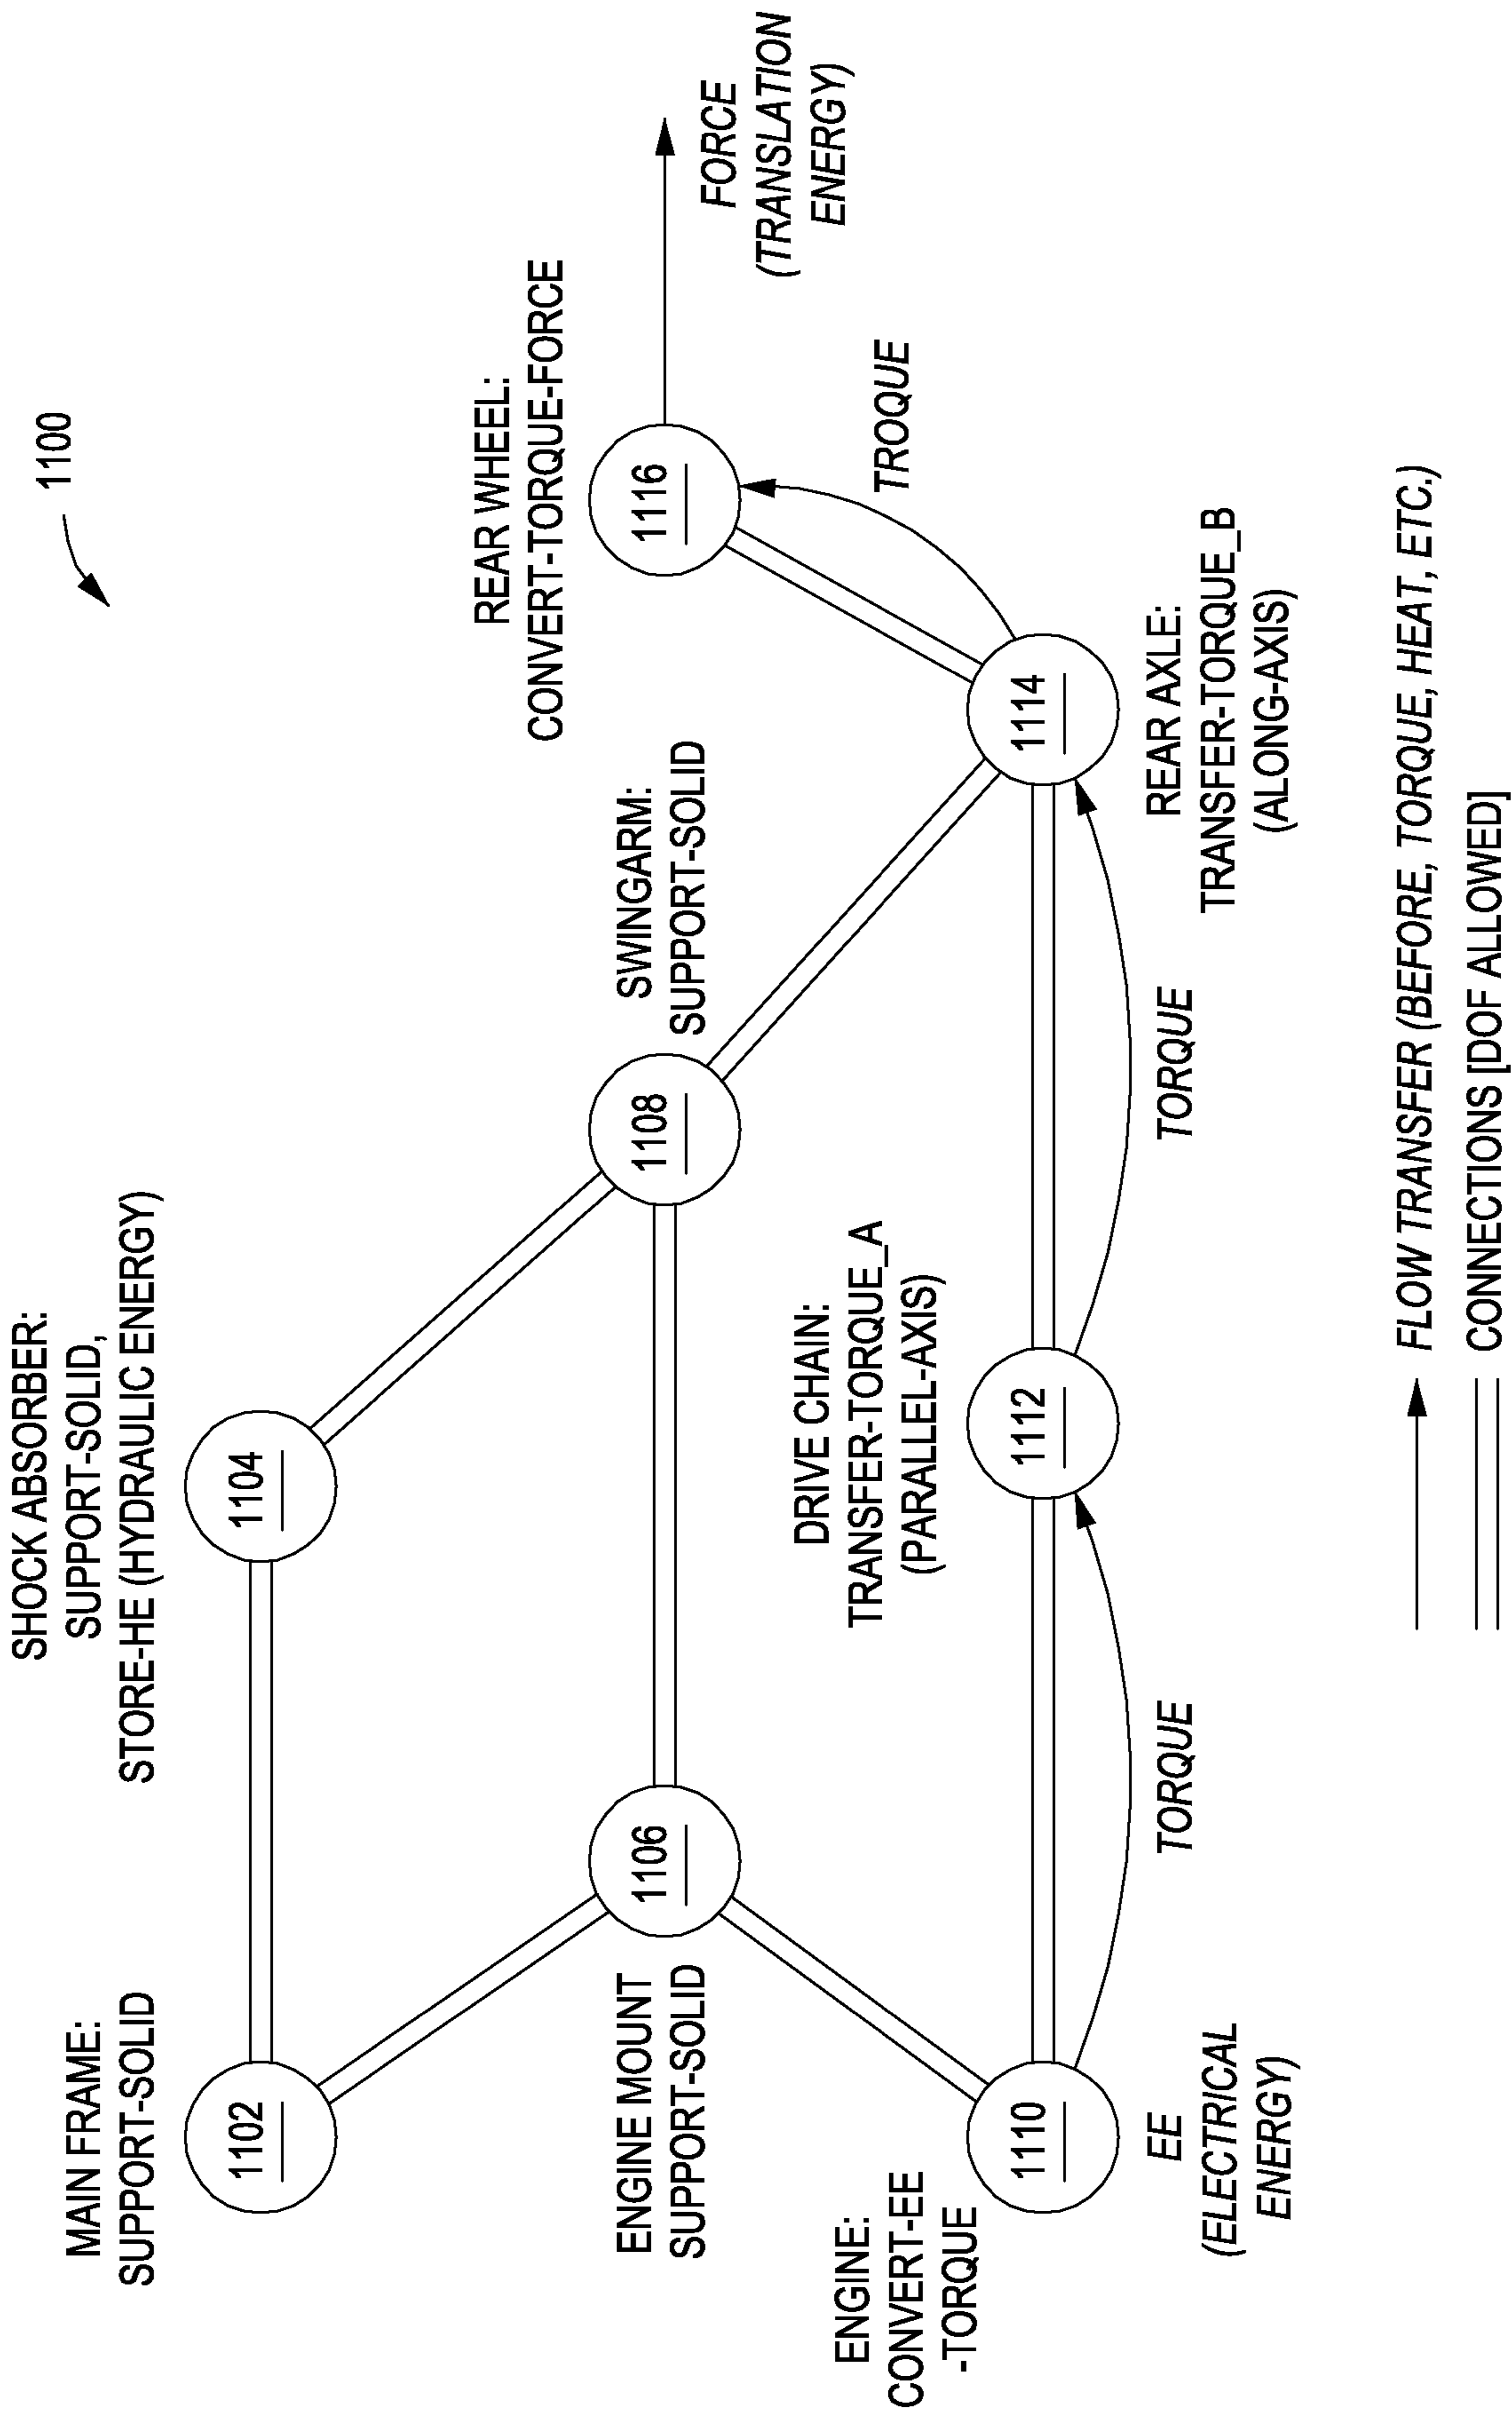 1100
MAIN FRAME:
SUPPORT-SOLID
1102
SHOCK ABSORBER:
SUPPORT-SOLID,
STORE-HE (HYDRAULIC ENERGY)
1104
ENGINE MOUNT
SUPPORT-SOLID
1106
SWINGARM:
SUPPORT-SOLID
1108
REAR WHEEL:
CONVERT-TORQUE-FORCE
1116
FORCE
(TRANSLATION
ENERGY)
ENGINE:
CONVERT-EE
-TORQUE
1110
EE
(ELECTRICAL
ENERGY)
TORQUE
DRIVE CHAIN:
TRANSFER-TORQUE_A
(PARALLEL-AXIS)
1112
TORQUE
1114
REAR AXLE:
TRANSFER-TORQUE_B
(ALONG-AXIS)
TROQUE
FLOW TRANSFER (BEFORE, TORQUE, HEAT, ETC.)
CONNECTIONS [DOF ALLOWED]